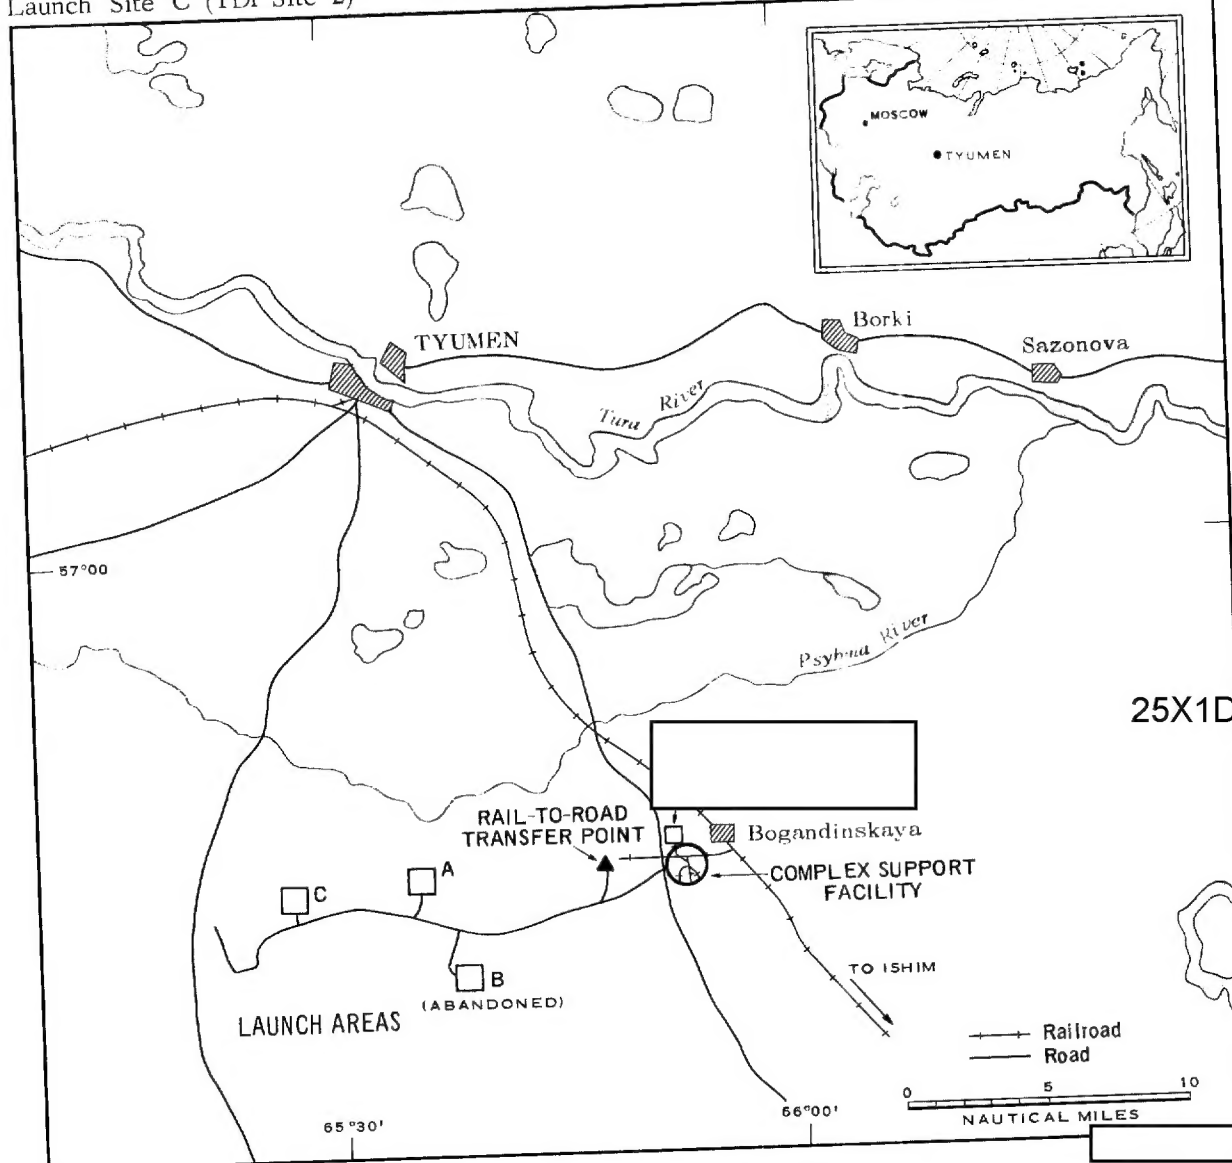 Launch Site C (TDI Site 2)
MOSCOW
TYUMEN
TYUMEN
Borki
Sazonova
Tura River
57°00
Psyhma River
25X1D
RAIL-TO-ROAD
TRANSFER POINT
Bogandinskaya
COMPLEX SUPPORT
FACILITY
A
C
B
(ABANDONED)
LAUNCH AREAS
TO ISHIM
Railroad
Road
0 5 10
NAUTICAL MILES
65°30'
66°00'